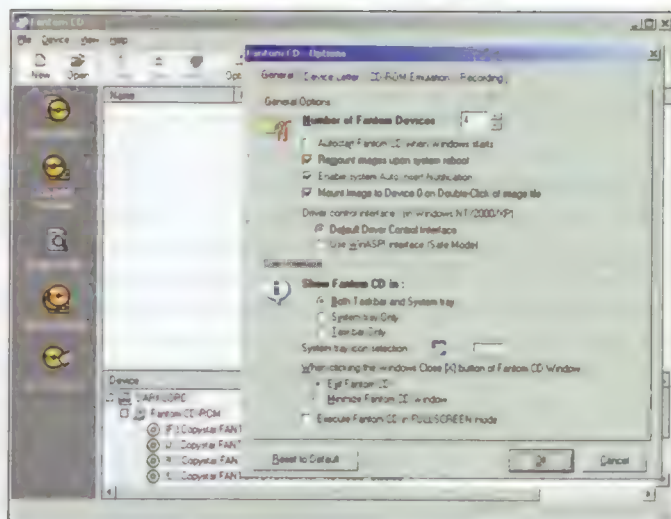 Fantom CD
File Device View Help
New Open
Name
Device
Fantom CD-ROM
Copystar FANT
Copystar FANT
Copystar FAN
Fantom CD - Options
General Device Letter CD-ROM Emulation Recording
General Options
Number of Fantom Devices 4
Autostart Fantom CD when windows starts
Remount images upon system reboot
Enable system Auto Insert Notification
Mount Image to Device 0 on Double-Click of image file
Driver control interface (on Windows NT/2000/XP)
Default Driver Control Interface
Use WinASPI interface (Safe Mode)
User Interface
Show Fantom CD in :
Both Taskbar and System tray
System tray Only
Taskbar Only
System tray icon selection
When clicking the windows Close [X] button of Fantom CD Window
Exit Fantom CD
Minimize Fantom CD window
Execute Fantom CD in FULLSCREEN mode
Reset to Default
Ok
Cancel